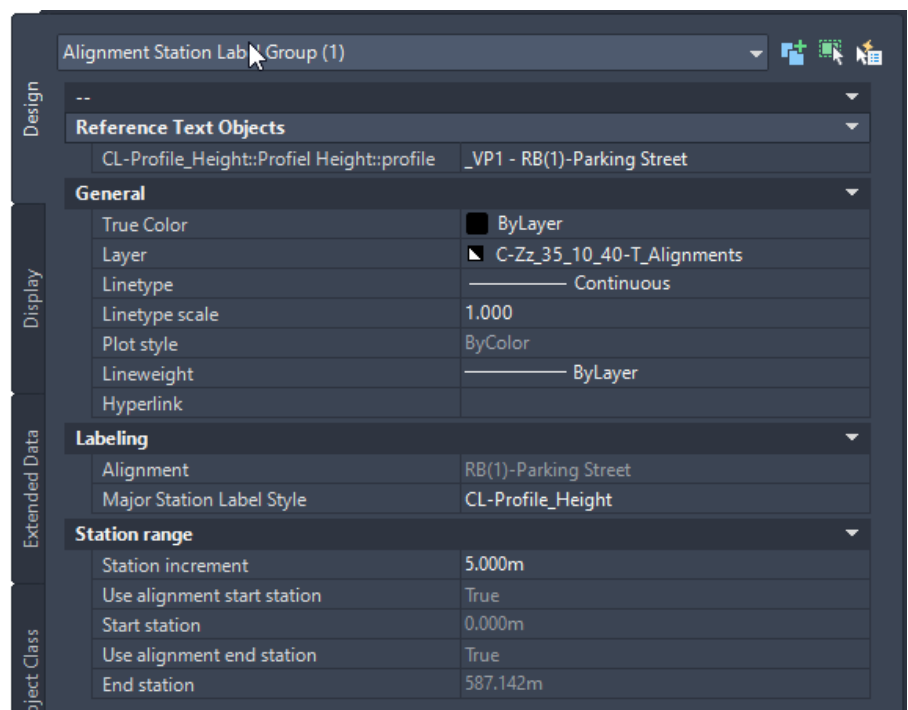 Alignment Station Label Group (1)
Design
--
Reference Text Objects
CL-Profile_Height::Profiel Height::profile _VP1 - RB(1)-Parking Street
General
True Color ByLayer
Layer C-Zz_35_10_40-T_Alignments
Linetype Continuous
Display
Linetype scale 1.000
Plot style ByColor
Lineweight ByLayer
Hyperlink
Labeling
Extended Data
Alignment RB(1)-Parking Street
Major Station Label Style CL-Profile_Height
Station range
Station increment 5.000m
Use alignment start station True
Start station 0.000m
Use alignment end station True
End station 587.142m
Class